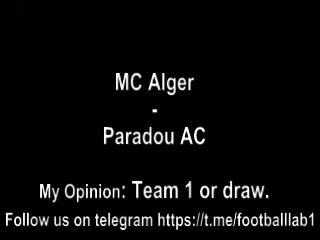 MC Alger
-
Paradou AC
My Opinion: Team 1 or draw.
Follow us on telegram https://t.me/footballlab1